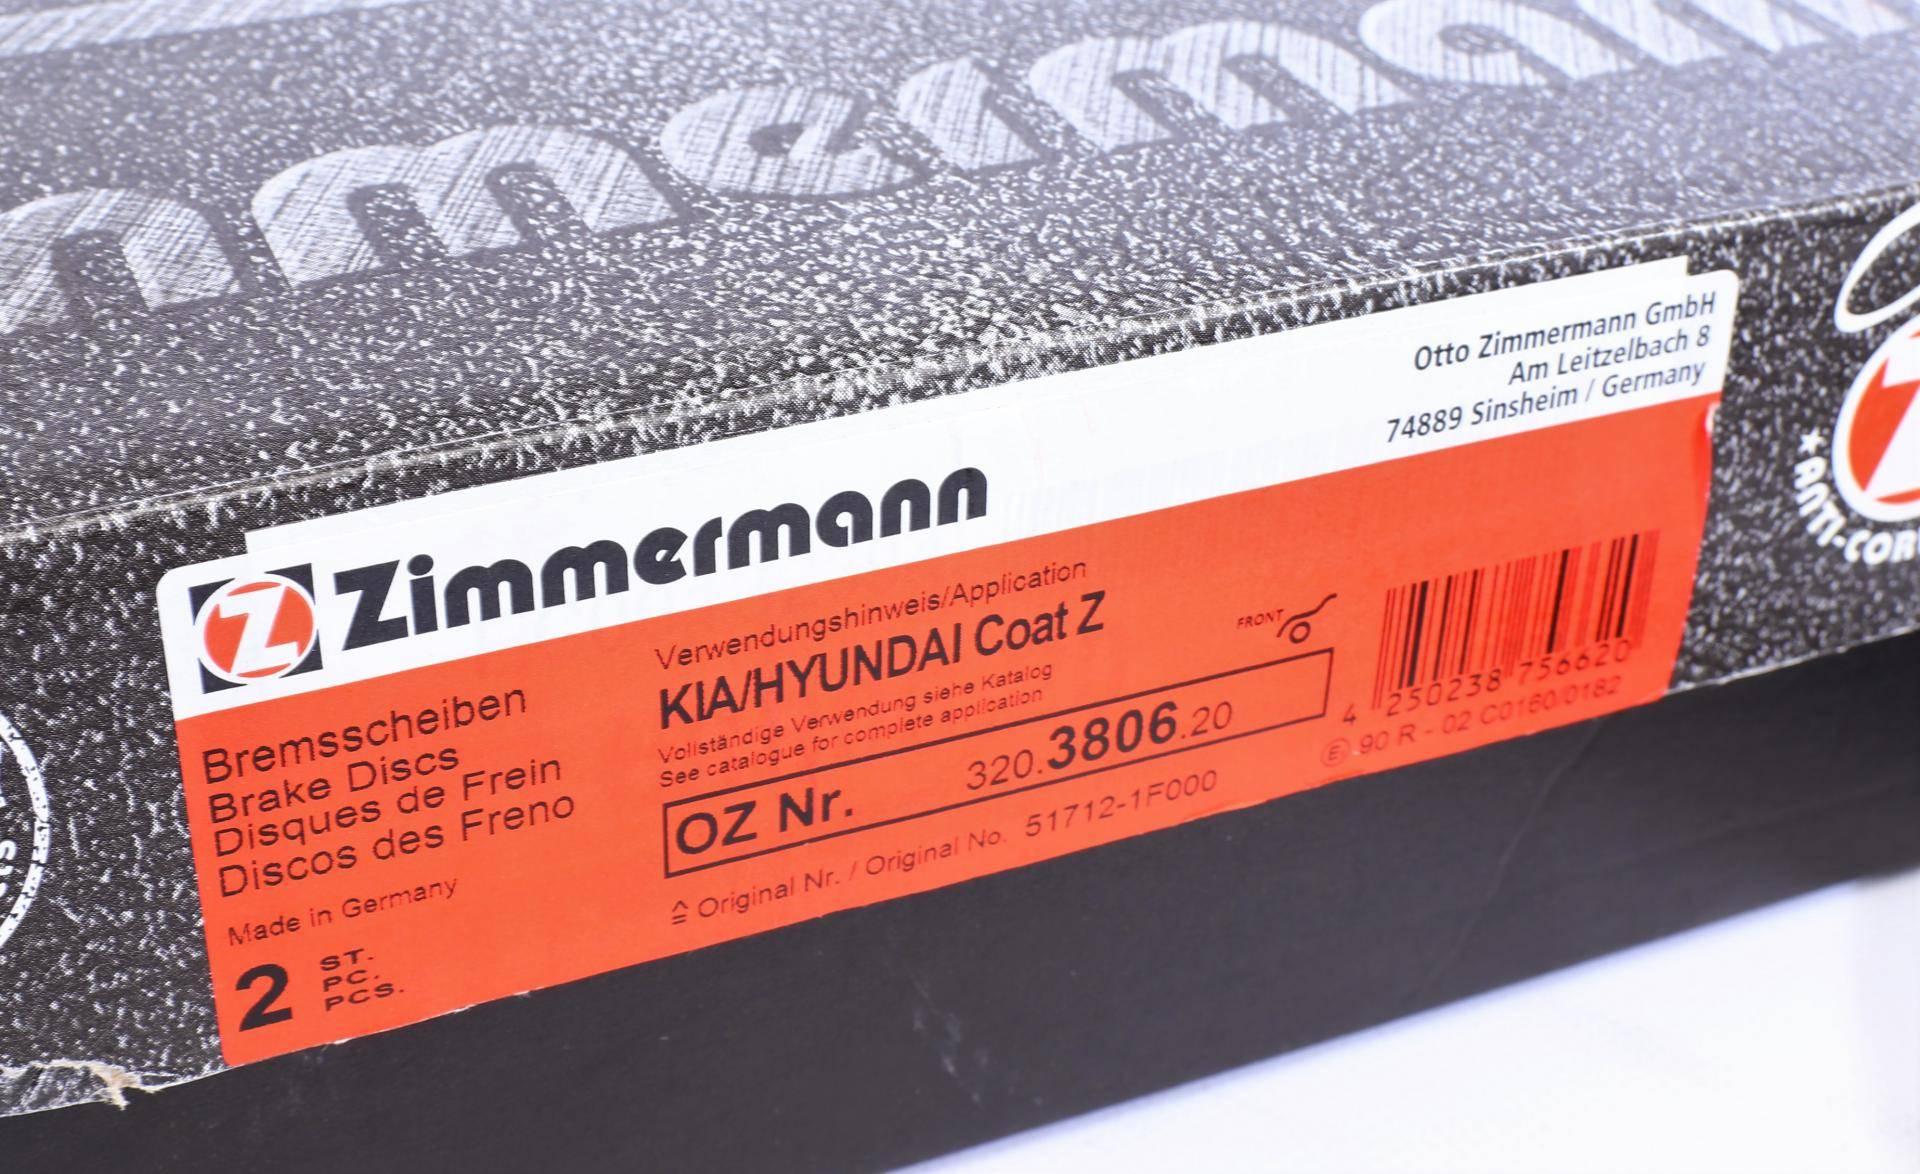 Zimmermann
Otto Zimmermann GmbH
Am Leitzelbach 8
74889 Sinsheim / Germany
Z Zimmermann
Bremsscheiben
Brake Discs
Disques de Frein
Discos des Freno
Made in Germany
2 ST.
PC.
PCS.
Verwendungshinweis/Application
KIA/HYUNDAI Coat Z
Vollständige Verwendung siehe Katalog
See catalogue for complete application
FRONT
OZ Nr. 320.3806.20
≙ Original Nr. / Original No. 51712-1F000
4 250238 756620
E 90 R - 02 C0160/0182